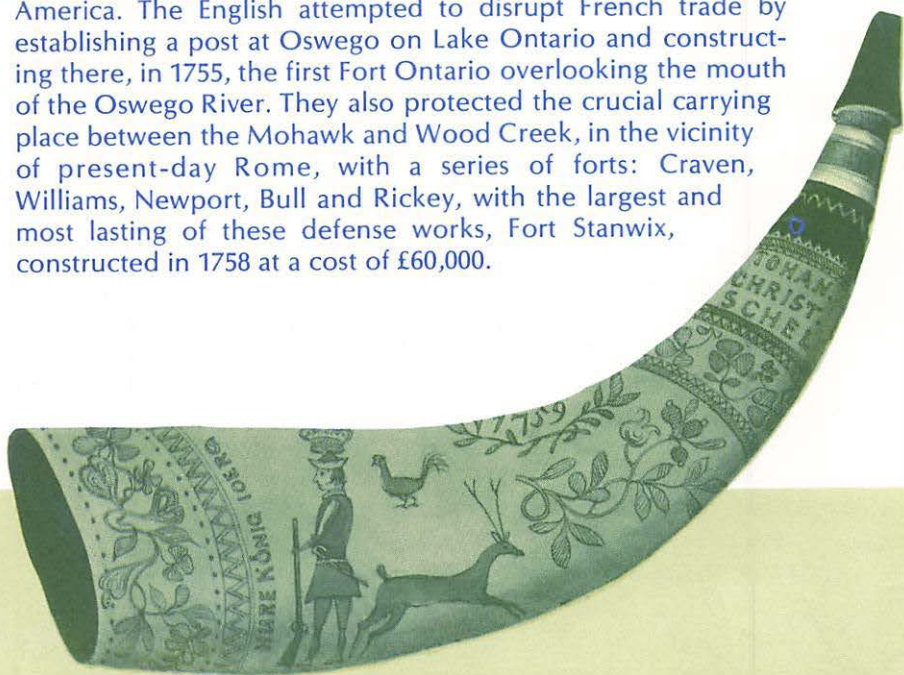 America. The English attempted to disrupt French trade by
establishing a post at Oswego on Lake Ontario and construct-
ing there, in 1755, the first Fort Ontario overlooking the mouth
of the Oswego River. They also protected the crucial carrying
place between the Mohawk and Wood Creek, in the vicinity
of present-day Rome, with a series of forts: Craven,
Williams, Newport, Bull and Rickey, with the largest and
most lasting of these defense works, Fort Stanwix,
constructed in 1758 at a cost of £60,000.
JOHAN.
CHRIST.
SCHEL
1759
KÖNIG IOERG